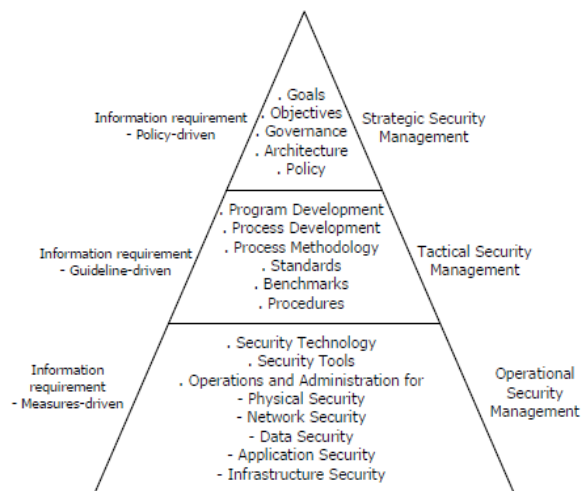 . Goals
. Objectives
. Governance
. Architecture
. Policy
Information requirement
- Policy-driven
Strategic Security
Management
. Program Development
. Process Development
. Process Methodology
. Standards
. Benchmarks
. Procedures
Information requirement
- Guideline-driven
Tactical Security
Management
. Security Technology
. Security Tools
. Operations and Administration for
- Physical Security
- Network Security
- Data Security
- Application Security
- Infrastructure Security
Information
requirement
- Measures-driven
Operational
Security
Management